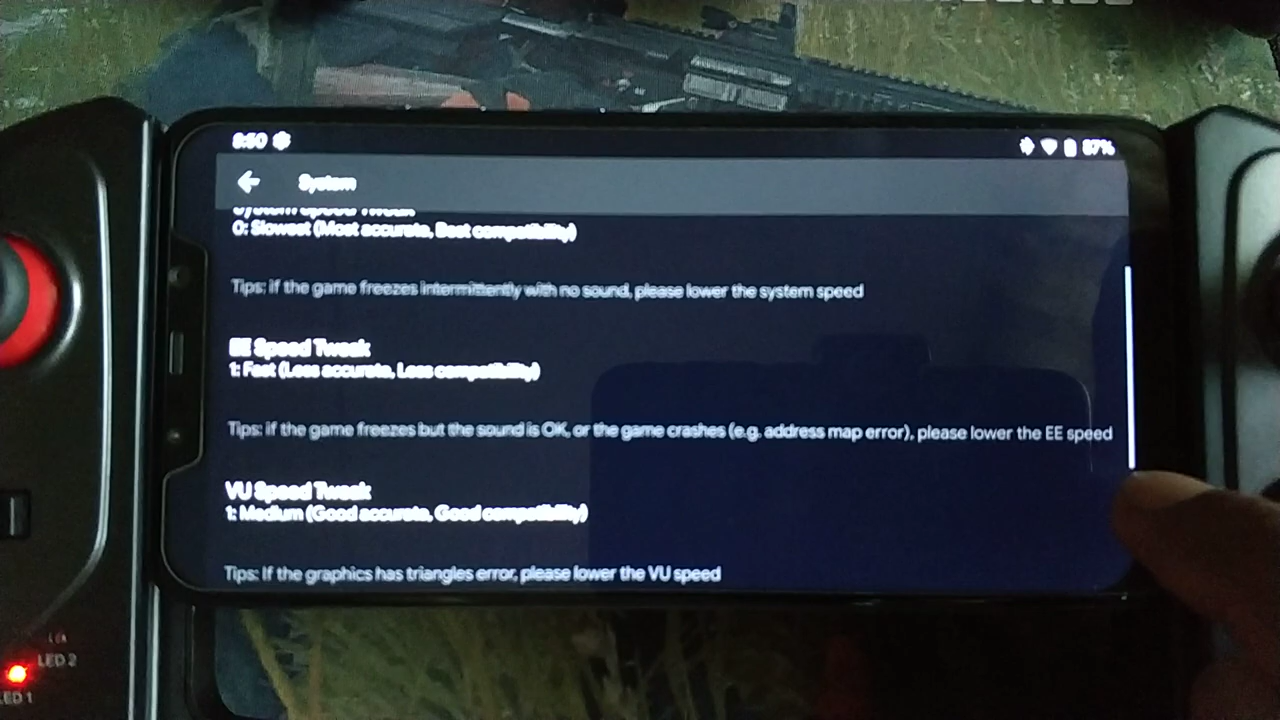 8:50
87%
System
System Speed Tweak
0: Slowest (Most accurate, Best compatibility)
Tips: if the game freezes intermittently with no sound, please lower the system speed
EE Speed Tweak
1: Fast (Less accurate, Less compatibility)
Tips: if the game freezes but the sound is OK, or the game crashes (e.g. address map error), please lower the EE speed
VU Speed Tweak
1: Medium (Good accurate, Good compatibility)
Tips: If the graphics has triangles error, please lower the VU speed
LED 2
LED 1